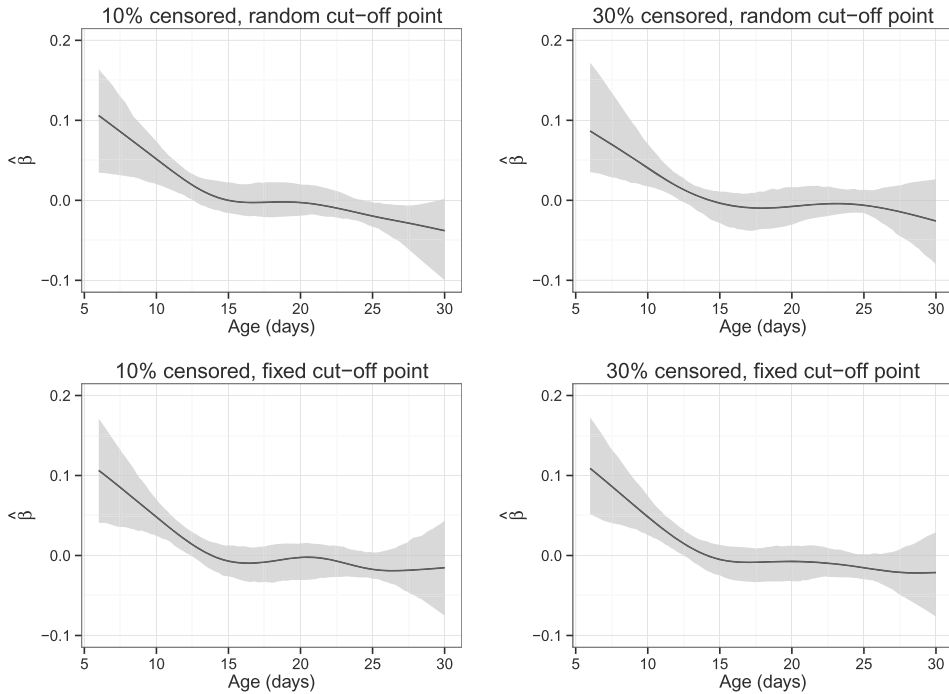 10% censored, random cut−off point
0.2
0.1
0.0
−0.1
β̂
5 10 15 20 25 30
Age (days)
30% censored, random cut−off point
0.2
0.1
0.0
−0.1
β̂
5 10 15 20 25 30
Age (days)
10% censored, fixed cut−off point
0.2
0.1
0.0
−0.1
β̂
5 10 15 20 25 30
Age (days)
30% censored, fixed cut−off point
0.2
0.1
0.0
−0.1
β̂
5 10 15 20 25 30
Age (days)